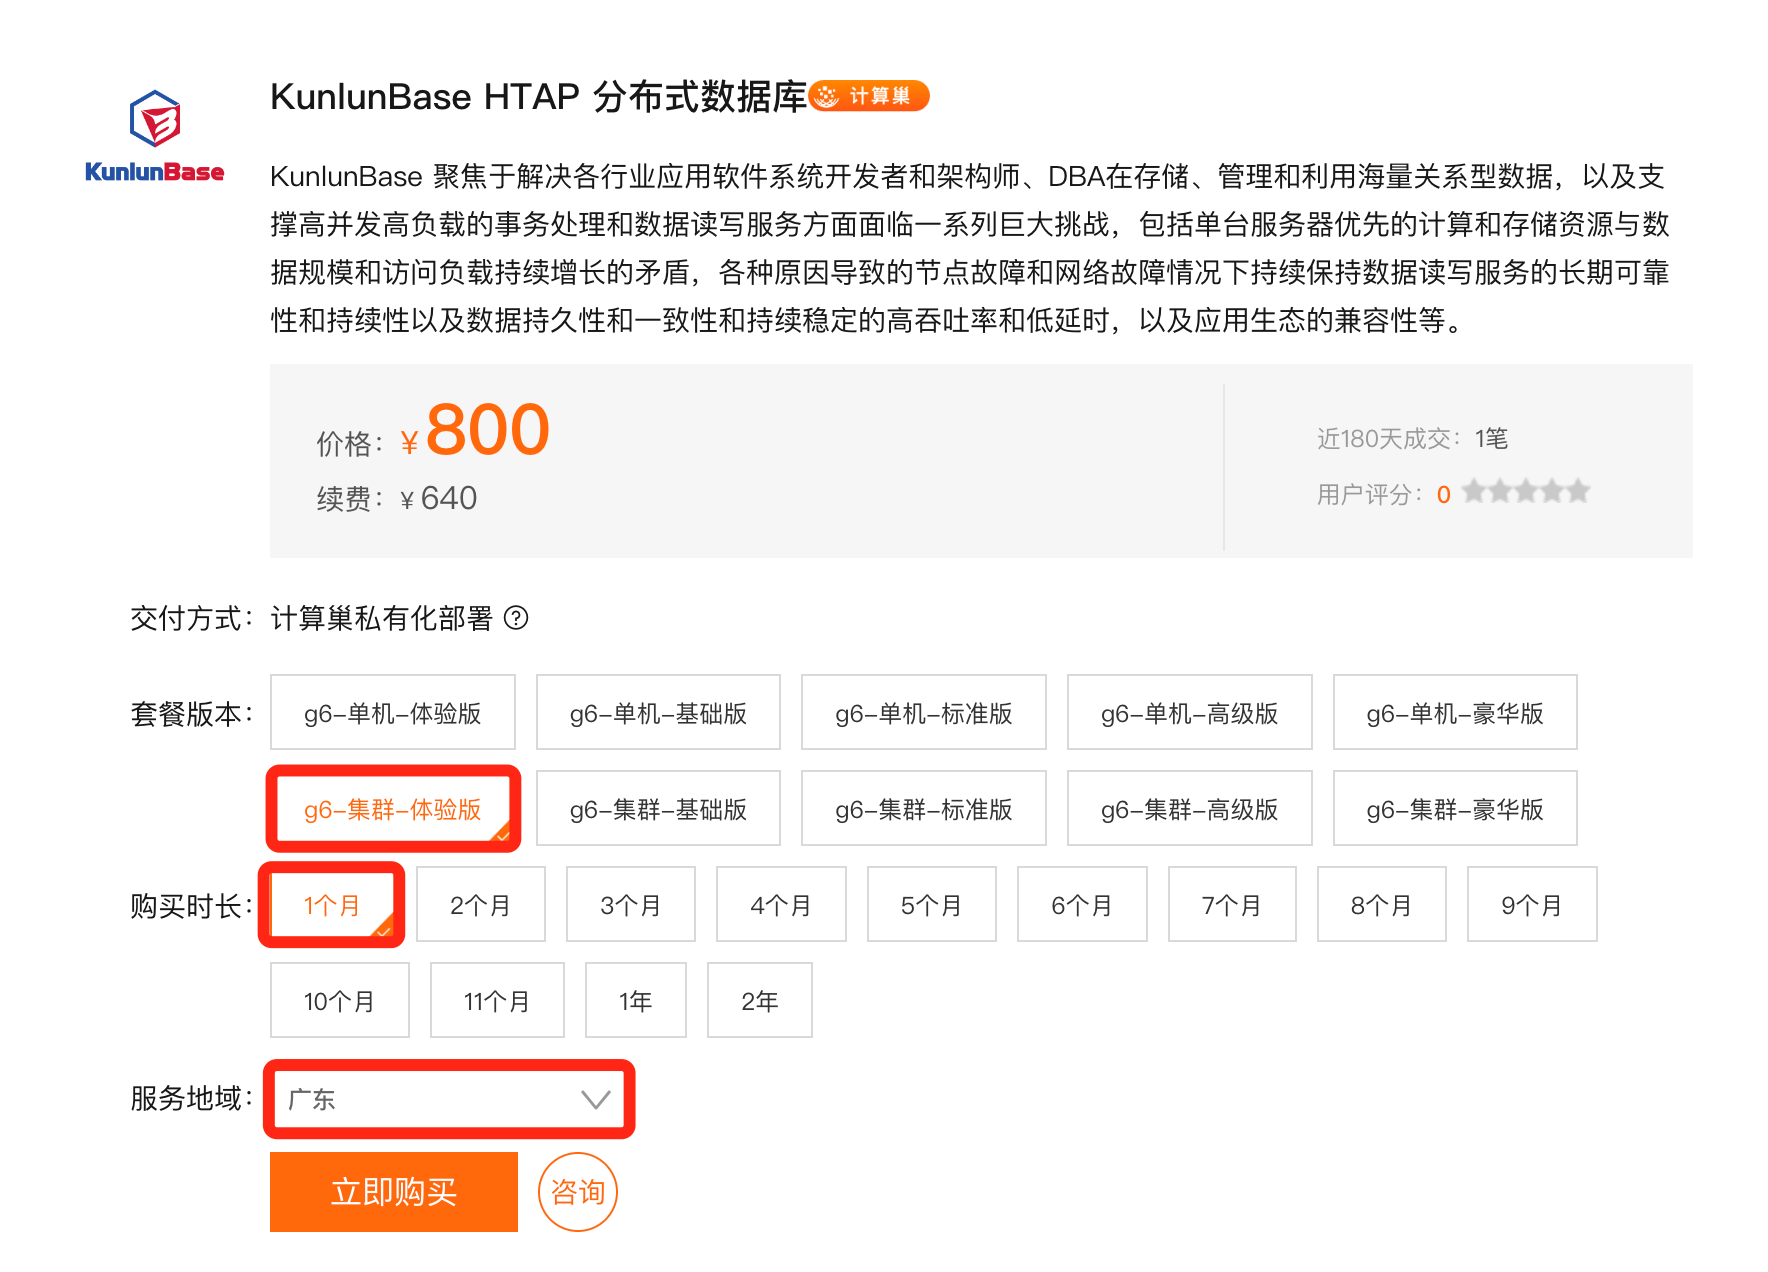 KunlunBase HTAP 分布式数据库 计算巢
KunlunBase
KunlunBase 聚焦于解决各行业应用软件系统开发者和架构师、DBA在存储、管理和利用海量关系型数据，以及支
撑高并发高负载的事务处理和数据读写服务方面面临一系列巨大挑战，包括单台服务器优先的计算和存储资源与数
据规模和访问负载持续增长的矛盾，各种原因导致的节点故障和网络故障情况下持续保持数据读写服务的长期可靠
性和持续性以及数据持久性和一致性和持续稳定的高吞吐率和低延时，以及应用生态的兼容性等。
价格：¥800
续费：¥640
近180天成交：1笔
用户评分：0
交付方式：计算巢私有化部署 ?
套餐版本：g6-单机-体验版 g6-单机-基础版 g6-单机-标准版 g6-单机-高级版 g6-单机-豪华版
g6-集群-体验版 g6-集群-基础版 g6-集群-标准版 g6-集群-高级版 g6-集群-豪华版
购买时长：1个月 2个月 3个月 4个月 5个月 6个月 7个月 8个月 9个月
10个月 11个月 1年 2年
服务地域：广东
立即购买 咨询